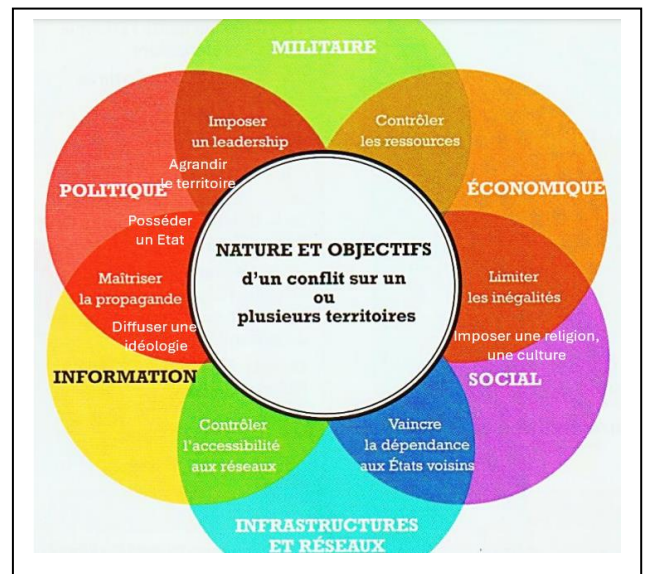 MILITAIRE
Imposer
un leadership
Contrôler
les ressources
Agrandir
le territoire
POLITIQUE
ÉCONOMIQUE
Posséder
un Etat
NATURE ET OBJECTIFS
d'un conflit sur un
ou
plusieurs territoires
Maîtriser
la propagande
Limiter
les inégalités
Diffuser une
idéologie
Imposer une religion,
une culture
INFORMATION
SOCIAL
Contrôler
l'accessibilité
aux réseaux
Vaincre
la dépendance
aux États voisins
INFRASTRUCTURES
ET RÉSEAUX